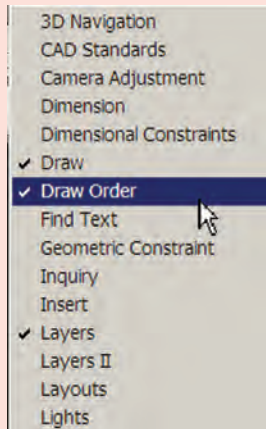 3D Navigation
CAD Standards
Camera Adjustment
Dimension
Dimensional Constraints
✓ Draw
✓ Draw Order
Find Text
Geometric Constraint
Inquiry
Insert
✓ Layers
Layers II
Layouts
Lights